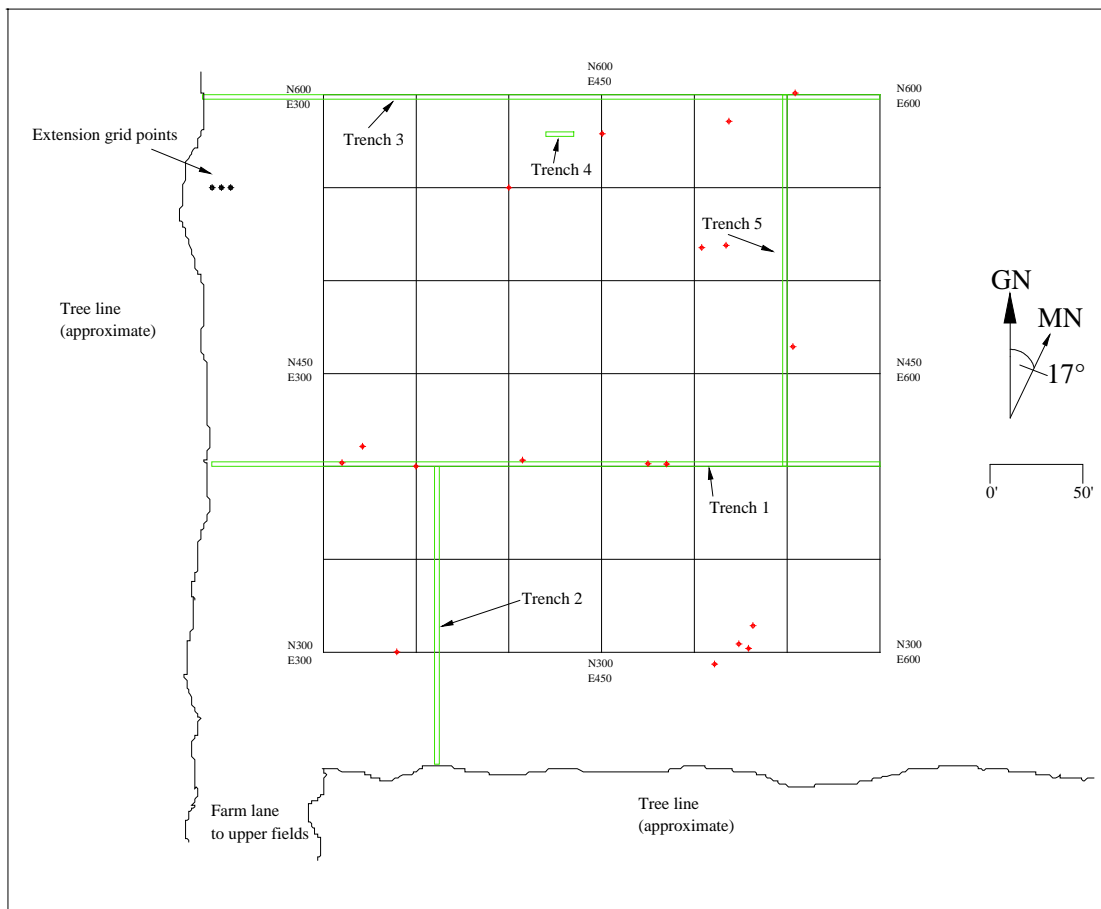 N600
E450
N600
E300
N600
E600
Extension grid points
Trench 3
Trench 4
Trench 5
Tree line
(approximate)
GN
MN
17°
N450
E300
N450
E600
0'
50'
Trench 1
Trench 2
N300
E300
N300
E450
N300
E600
Farm lane
to upper fields
Tree line
(approximate)